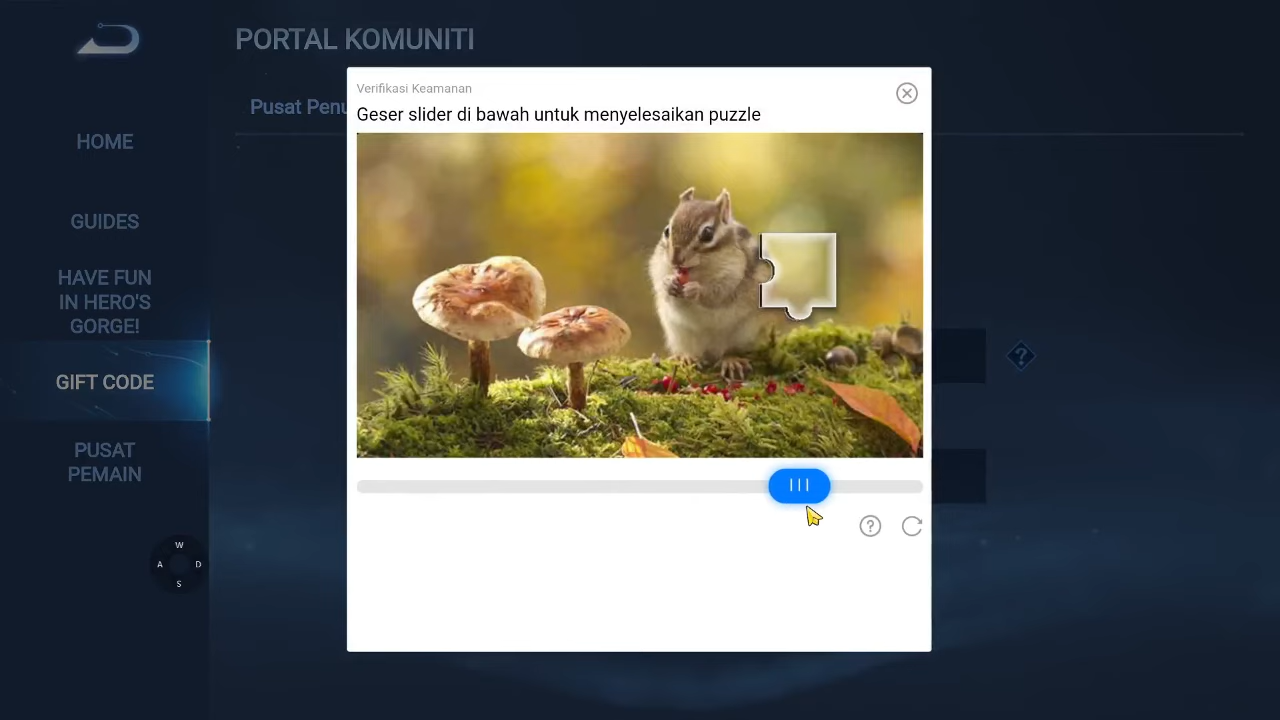 PORTAL KOMUNITI
Pusat Penu
HOME
GUIDES
HAVE FUN
IN HERO'S
GORGE!
GIFT CODE
PUSAT
PEMAIN
W
A D
S
Verifikasi Keamanan
Geser slider di bawah untuk menyelesaikan puzzle
?
?